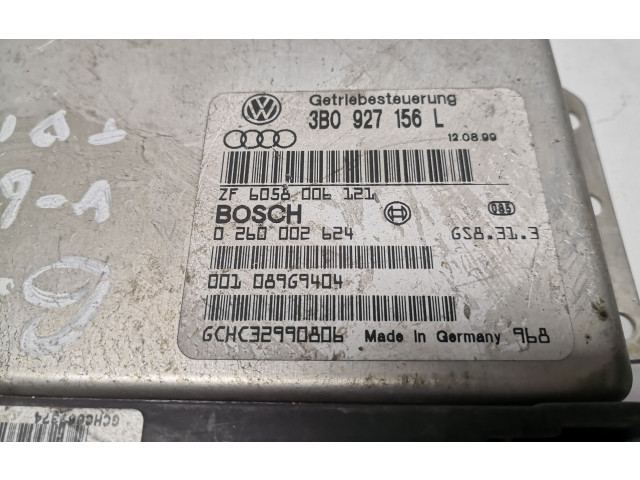 Getriebesteuerung
3B0 927 156 L
12.08.99
ZF 6058 006 121
BOSCH
085
0 260 002 624 GS8.31.3
001 08969404
GCHC32990806 Made in Germany 968